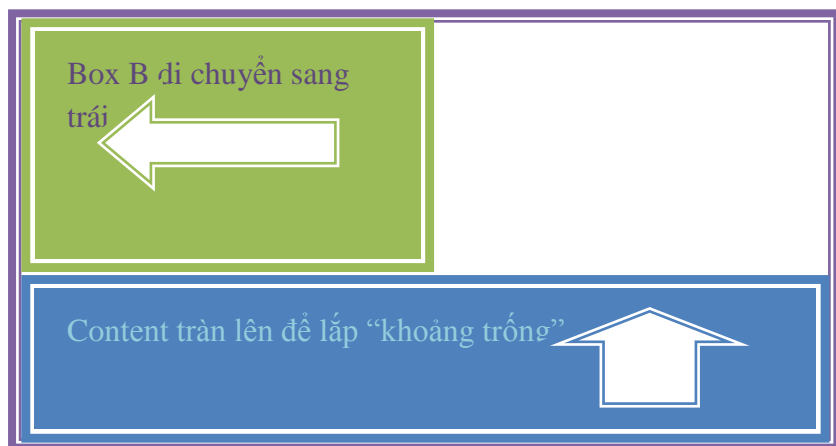 Box B di chuyển sang
trái
Content tràn lên để lắp “khoảng trống”